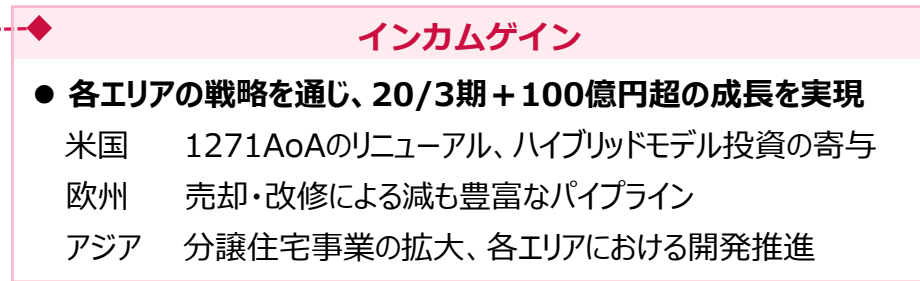 インカムゲイン
● 各エリアの戦略を通じ、20/3期＋100億円超の成長を実現
米国 1271AoAのリニューアル、ハイブリッドモデル投資の寄与
欧州 売却・改修による減も豊富なパイプライン
アジア 分譲住宅事業の拡大、各エリアにおける開発推進